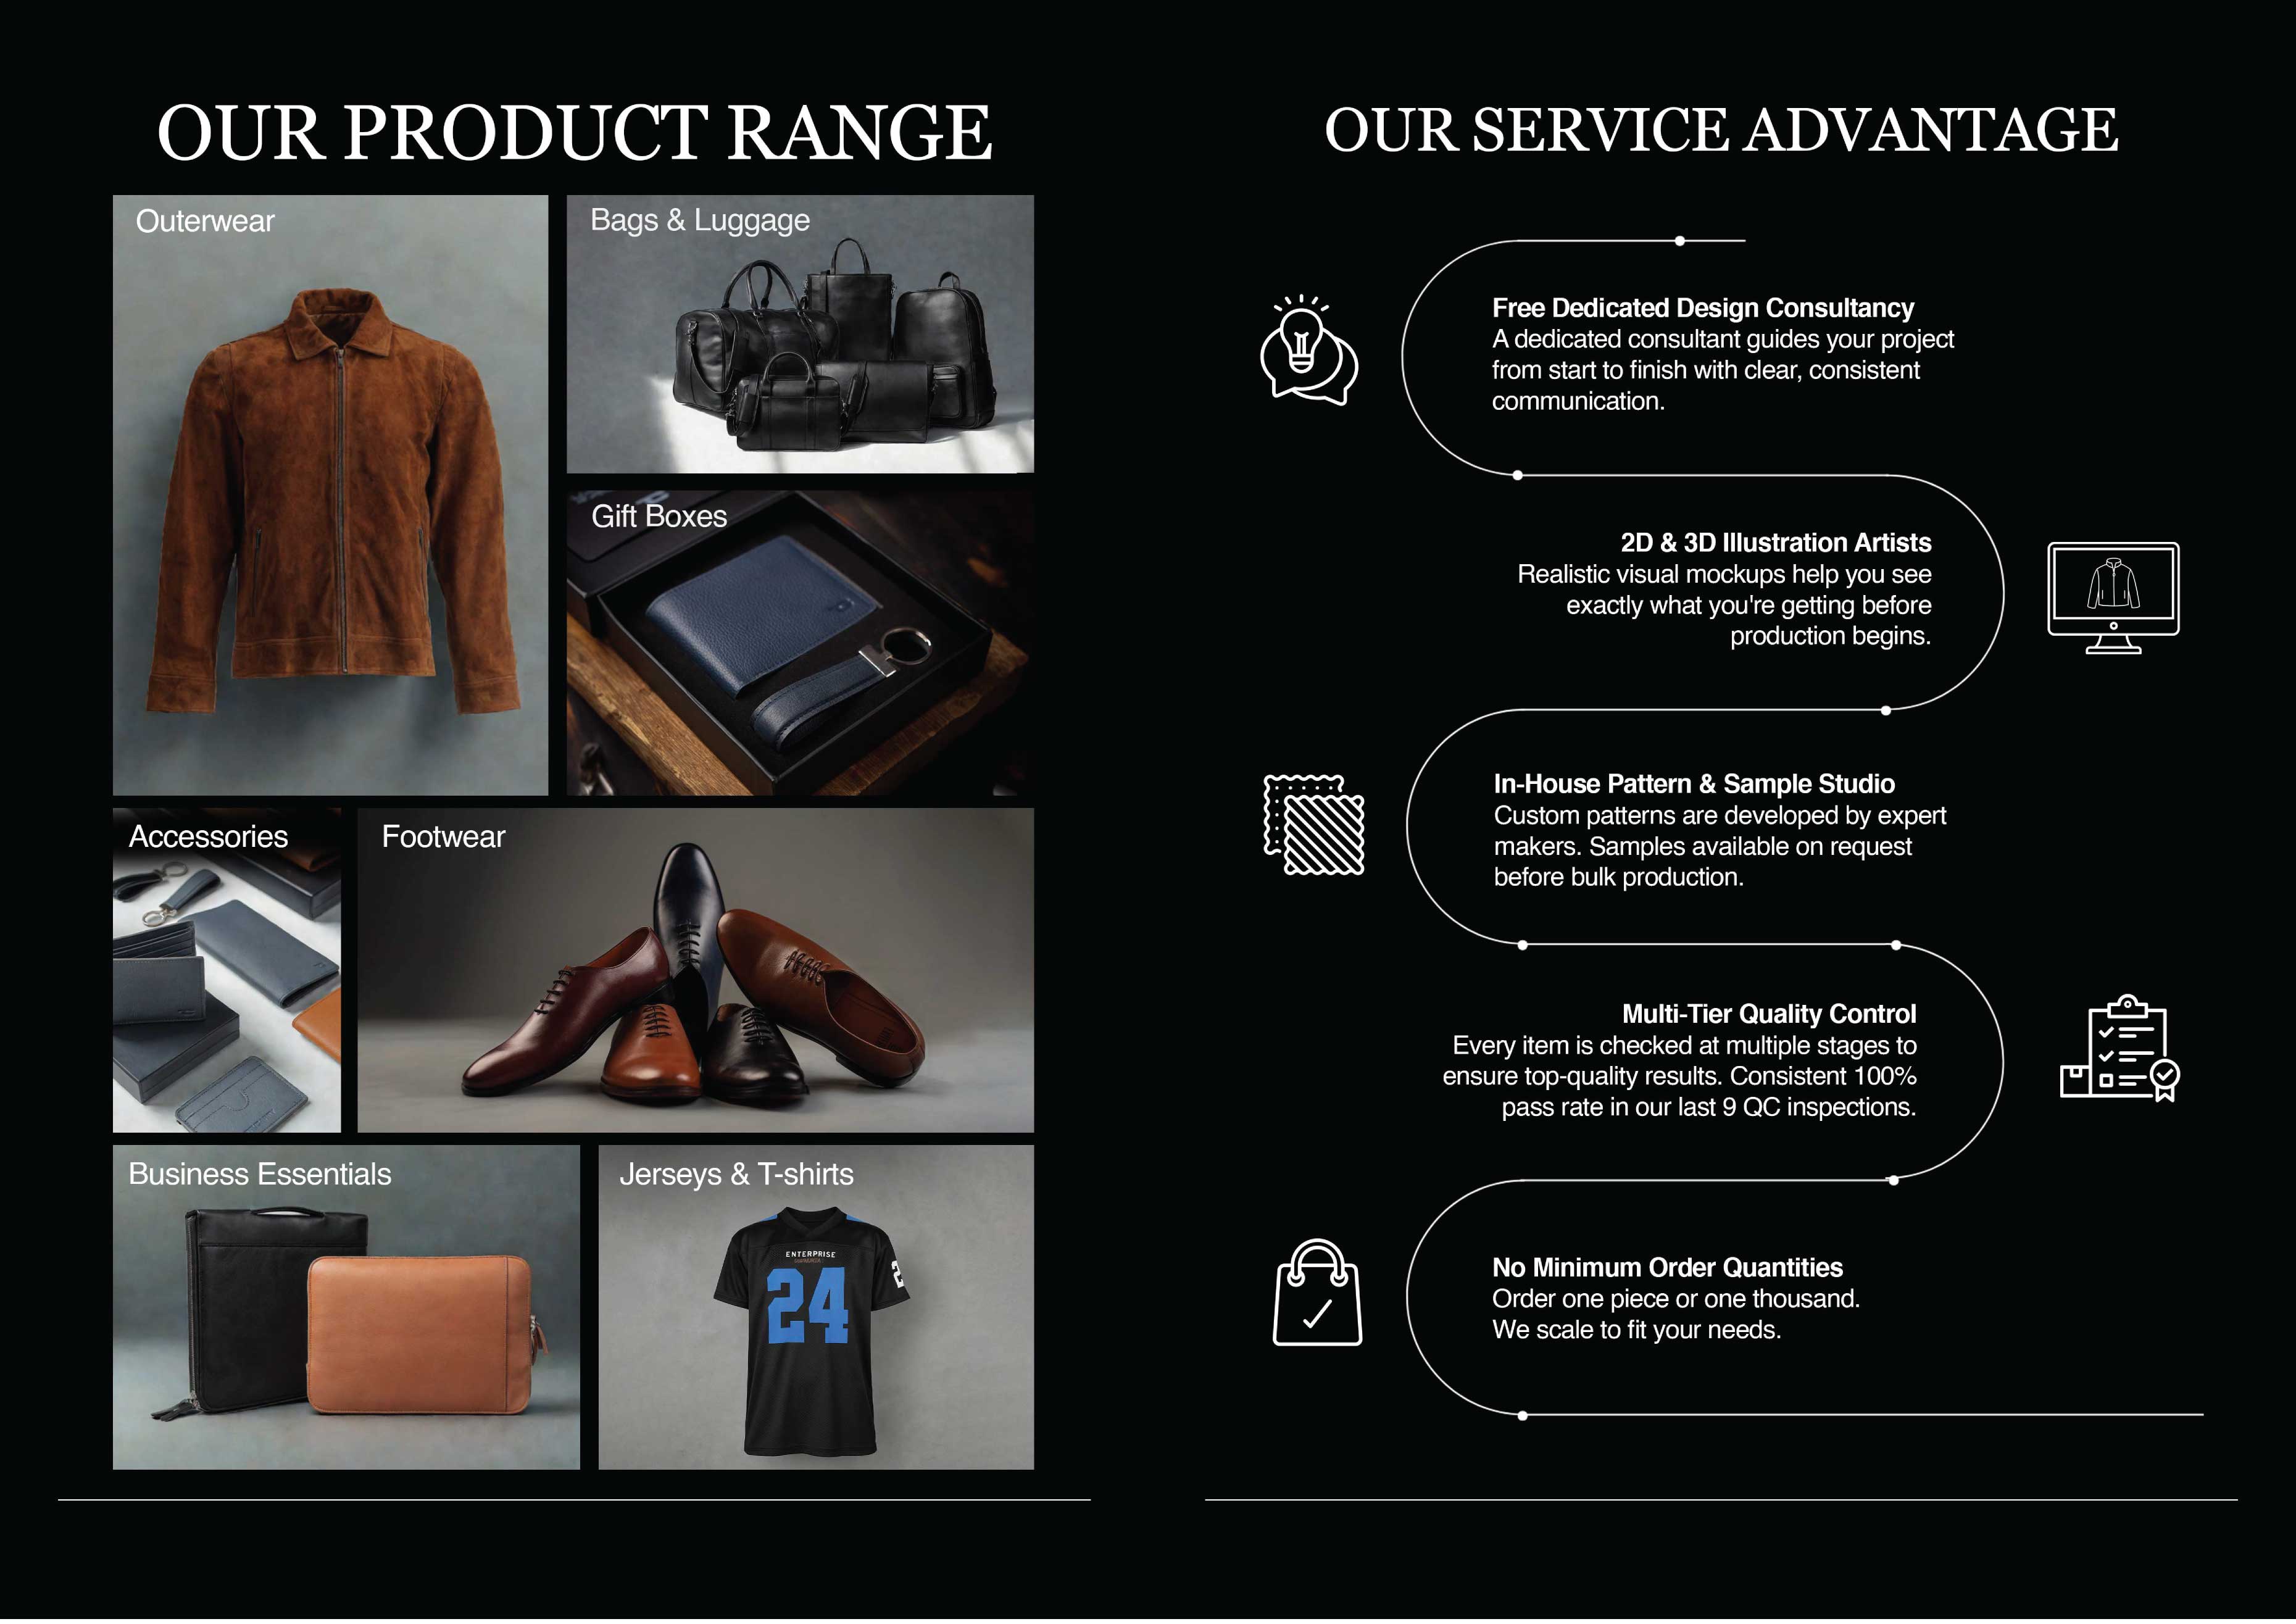 OUR PRODUCT RANGE
Outerwear
Bags & Luggage
Gift Boxes
Accessories
Footwear
Business Essentials
Jerseys & T-shirts
ENTERPRISE
24
2
OUR SERVICE ADVANTAGE
Free Dedicated Design Consultancy
A dedicated consultant guides your project
from start to finish with clear, consistent
communication.
2D & 3D Illustration Artists
Realistic visual mockups help you see
exactly what you're getting before
production begins.
In-House Pattern & Sample Studio
Custom patterns are developed by expert
makers. Samples available on request
before bulk production.
Multi-Tier Quality Control
Every item is checked at multiple stages to
ensure top-quality results. Consistent 100%
pass rate in our last 9 QC inspections.
No Minimum Order Quantities
Order one piece or one thousand.
We scale to fit your needs.